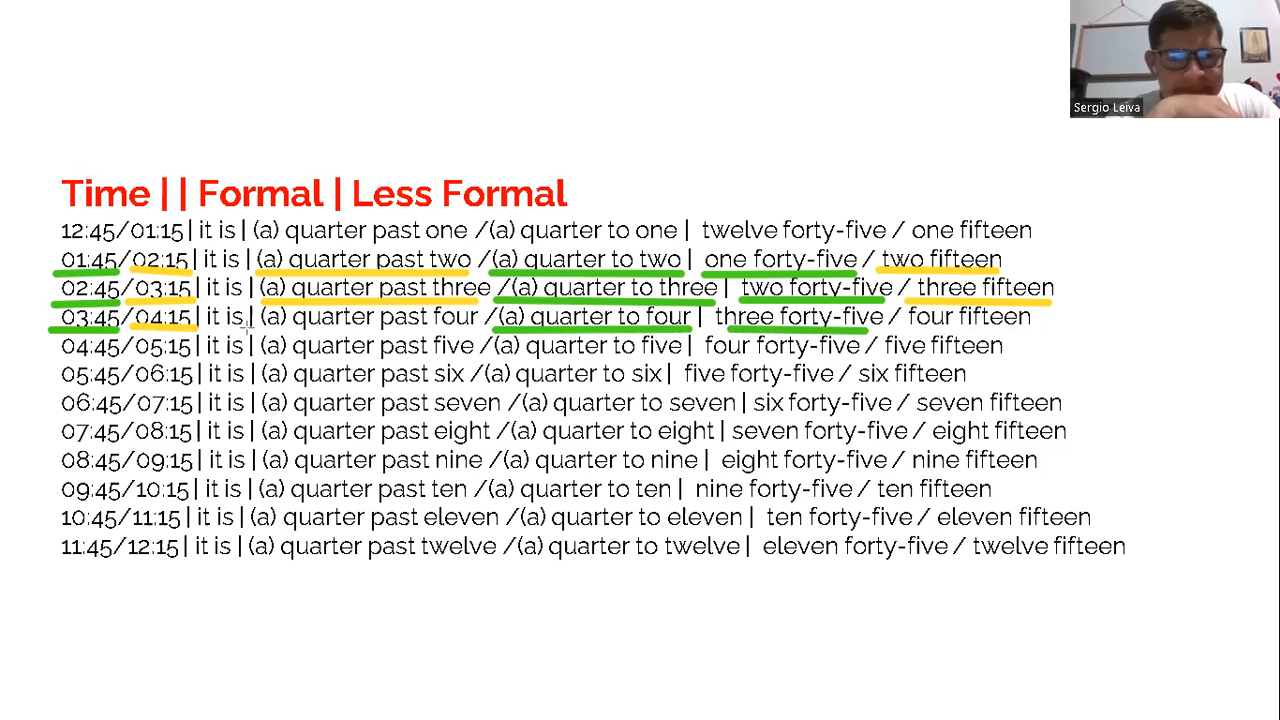 Sergio Leiva
Time | | Formal | Less Formal
12:45/01:15| it is| (a) quarter past one /(a) quarter to one | twelve forty-five / one fifteen
01:45/02:15 | it is| (a) quarter past two /(a) quarter to two | one forty-five / two fifteen
02:45/03:15 | it is | (a) quarter past three /(a) quarter to three | two forty-five / three fifteen
03:45/04:15 | it is | (a) quarter past four /(a) quarter to four | three forty-five / four fifteen
04:45/05:15| it is | (a) quarter past five /(a) quarter to five | four forty-five / five fifteen
05:45/06:15| it is | (a) quarter past six /(a) quarter to six | five forty-five / six fifteen
06:45/07:15| it is | (a) quarter past seven /(a) quarter to seven | six forty-five / seven fifteen
07:45/08:15| it is | (a) quarter past eight /(a) quarter to eight | seven forty-five / eight fifteen
08:45/09:15| it is | (a) quarter past nine /(a) quarter to nine | eight forty-five / nine fifteen
09:45/10:15| it is | (a) quarter past ten /(a) quarter to ten | nine forty-five / ten fifteen
10:45/11:15| it is | (a) quarter past eleven /(a) quarter to eleven | ten forty-five / eleven fifteen
11:45/12:15| it is | (a) quarter past twelve /(a) quarter to twelve | eleven forty-five / twelve fifteen